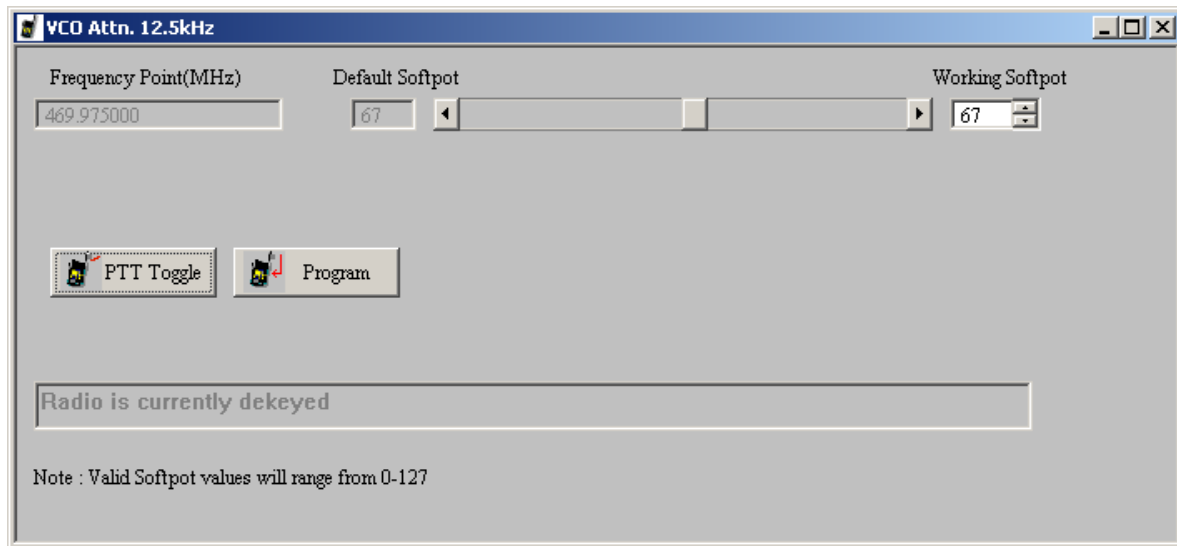 VCO Attn. 12.5kHz
Frequency Point(MHz) Default Softpot Working Softpot
469.975000 67 67
PTT Toggle Program
Radio is currently dekeyed
Note : Valid Softpot values will range from 0-127